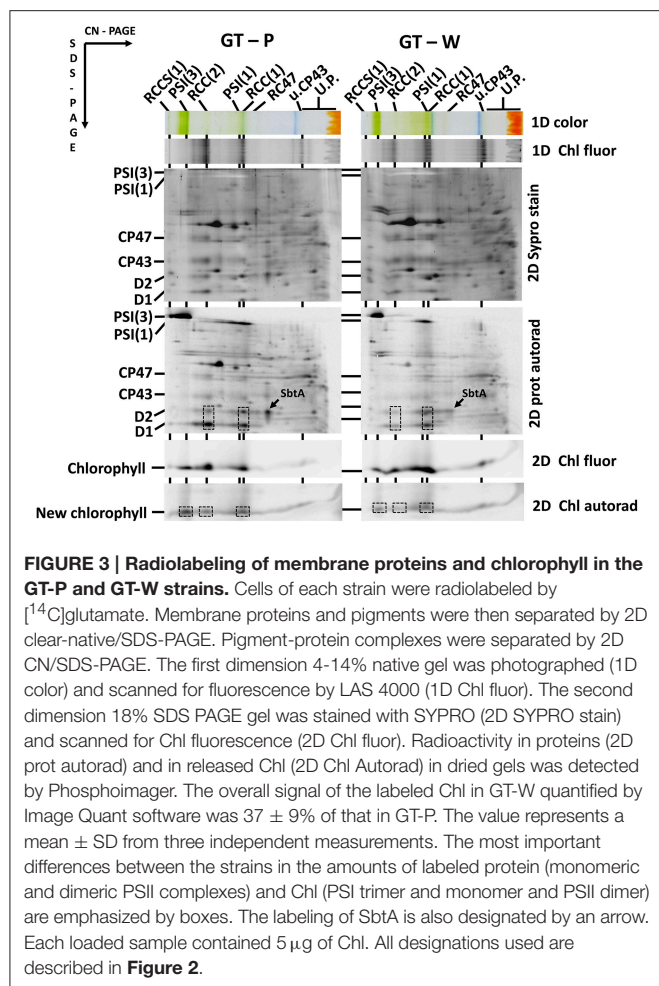 CN - PAGE
SDS-PAGE
GT – P
GT – W
RCCS(1) PSI(3) RCC(2) PSI(1) RCC(1) RC47 u.CP43 U.P.
RCCS(1) PSI(3) RCC(2) PSI(1) RCC(1) RC47 u.CP43 U.P.
1D color
1D Chl fluor
PSI(3)
PSI(1)
CP47
CP43
D2
D1
2D Sypro stain
PSI(3)
PSI(1)
CP47
CP43
D2
D1
SbtA
SbtA
2D prot autorad
Chlorophyll
2D Chl fluor
New chlorophyll
2D Chl autorad
FIGURE 3 | Radiolabeling of membrane proteins and chlorophyll in the
GT-P and GT-W strains. Cells of each strain were radiolabeled by
[14C]glutamate. Membrane proteins and pigments were then separated by 2D
clear-native/SDS-PAGE. Pigment-protein complexes were separated by 2D
CN/SDS-PAGE. The first dimension 4-14% native gel was photographed (1D
color) and scanned for fluorescence by LAS 4000 (1D Chl fluor). The second
dimension 18% SDS PAGE gel was stained with SYPRO (2D SYPRO stain)
and scanned for Chl fluorescence (2D Chl fluor). Radioactivity in proteins (2D
prot autorad) and in released Chl (2D Chl Autorad) in dried gels was detected
by Phosphoimager. The overall signal of the labeled Chl in GT-W quantified by
Image Quant software was 37 ± 9% of that in GT-P. The value represents a
mean ± SD from three independent measurements. The most important
differences between the strains in the amounts of labeled protein (monomeric
and dimeric PSII complexes) and Chl (PSI trimer and monomer and PSII dimer)
are emphasized by boxes. The labeling of SbtA is also designated by an arrow.
Each loaded sample contained 5 μg of Chl. All designations used are
described in Figure 2.